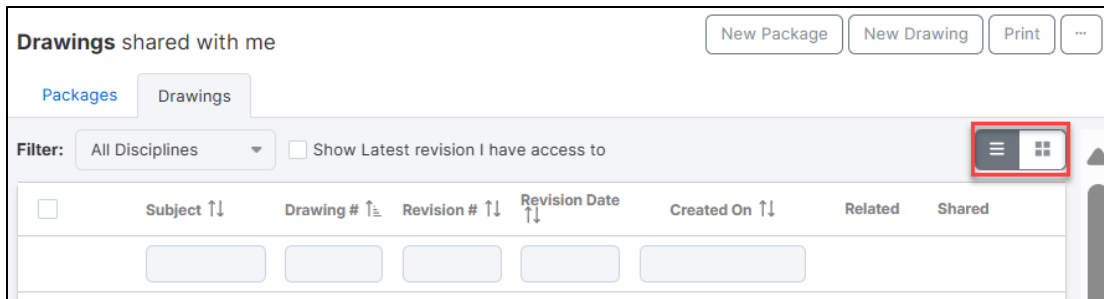 Drawings shared with me
New Package New Drawing Print ...
Packages Drawings
Filter: All Disciplines Show Latest revision I have access to
Subject Drawing # Revision # Revision Date Created On Related Shared